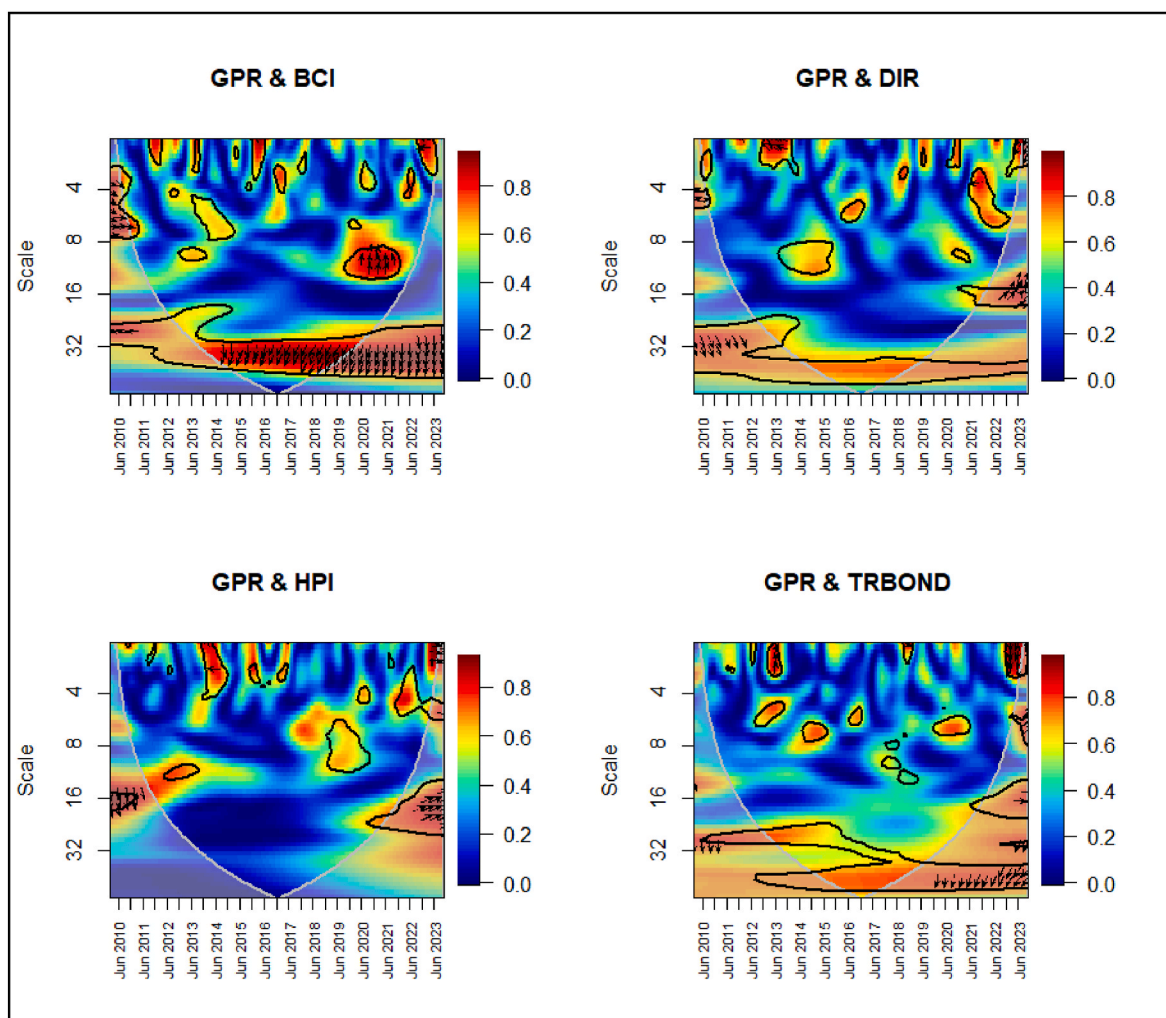 GPR & BCI
Scale
4
8
16
32
0.8
0.6
0.4
0.2
0.0
Jun 2010
Jun 2011
Jun 2012
Jun 2013
Jun 2014
Jun 2015
Jun 2016
Jun 2017
Jun 2018
Jun 2019
Jun 2020
Jun 2021
Jun 2022
Jun 2023
GPR & DIR
Scale
4
8
16
32
0.8
0.6
0.4
0.2
0.0
Jun 2010
Jun 2011
Jun 2012
Jun 2013
Jun 2014
Jun 2015
Jun 2016
Jun 2017
Jun 2018
Jun 2019
Jun 2020
Jun 2021
Jun 2022
Jun 2023
GPR & HPI
Scale
4
8
16
32
0.8
0.6
0.4
0.2
0.0
Jun 2010
Jun 2011
Jun 2012
Jun 2013
Jun 2014
Jun 2015
Jun 2016
Jun 2017
Jun 2018
Jun 2019
Jun 2020
Jun 2021
Jun 2022
Jun 2023
GPR & TRBOND
Scale
4
8
16
32
0.8
0.6
0.4
0.2
0.0
Jun 2010
Jun 2011
Jun 2012
Jun 2013
Jun 2014
Jun 2015
Jun 2016
Jun 2017
Jun 2018
Jun 2019
Jun 2020
Jun 2021
Jun 2022
Jun 2023